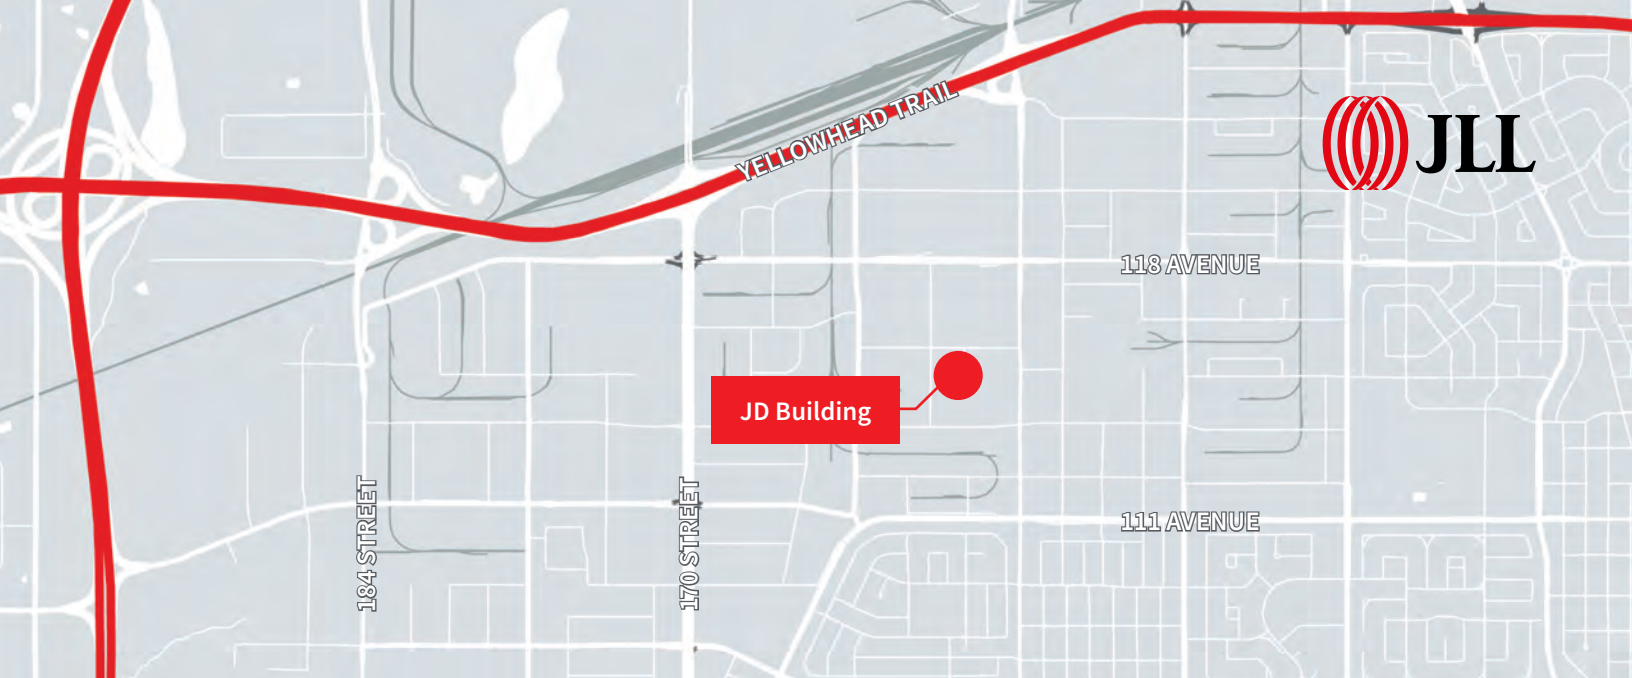 YELLOWHEAD TRAIL
JLL
118 AVENUE
JD Building
184 STREET
170 STREET
111 AVENUE